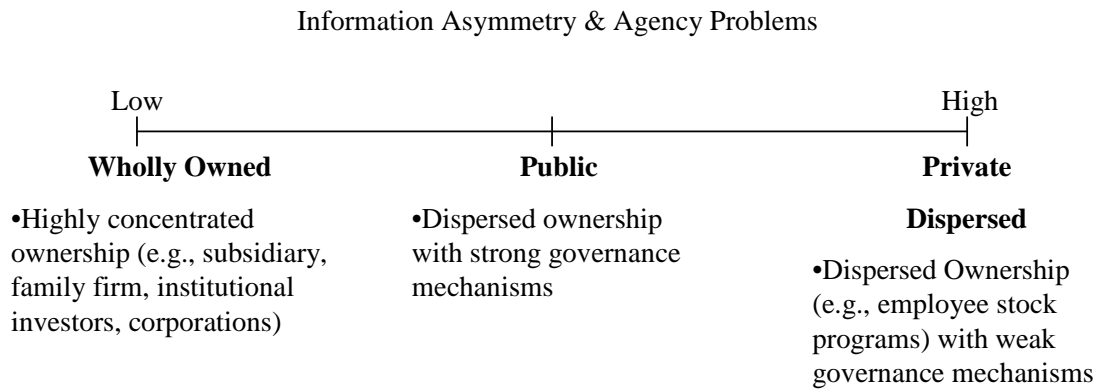 Information Asymmetry & Agency Problems
Low
High
Wholly Owned
•Highly concentrated
ownership (e.g., subsidiary,
family firm, institutional
investors, corporations)
Public
•Dispersed ownership
with strong governance
mechanisms
Private
Dispersed
•Dispersed Ownership
(e.g., employee stock
programs) with weak
governance mechanisms